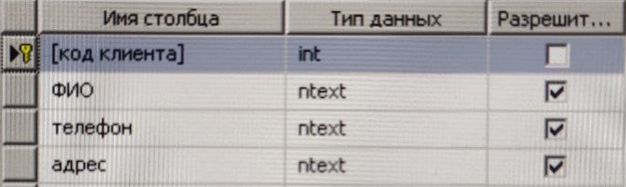 Имя столбца Тип данных Разрешит...
[код клиента] int
ФИО ntext
телефон ntext
адрес ntext